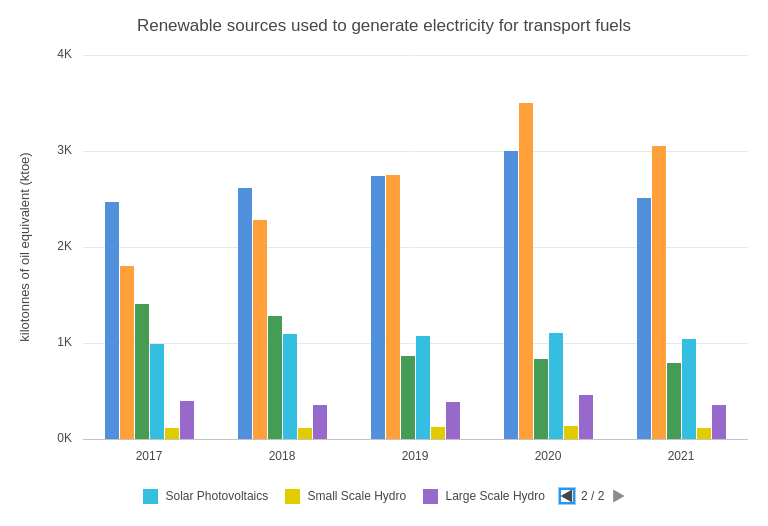 Renewable sources used to generate electricity for transport fuels
kilotonnes of oil equivalent (ktoe)
4K
3K
2K
1K
0K
2017 2018 2019 2020 2021
Solar Photovoltaics Small Scale Hydro Large Scale Hydro 2 / 2